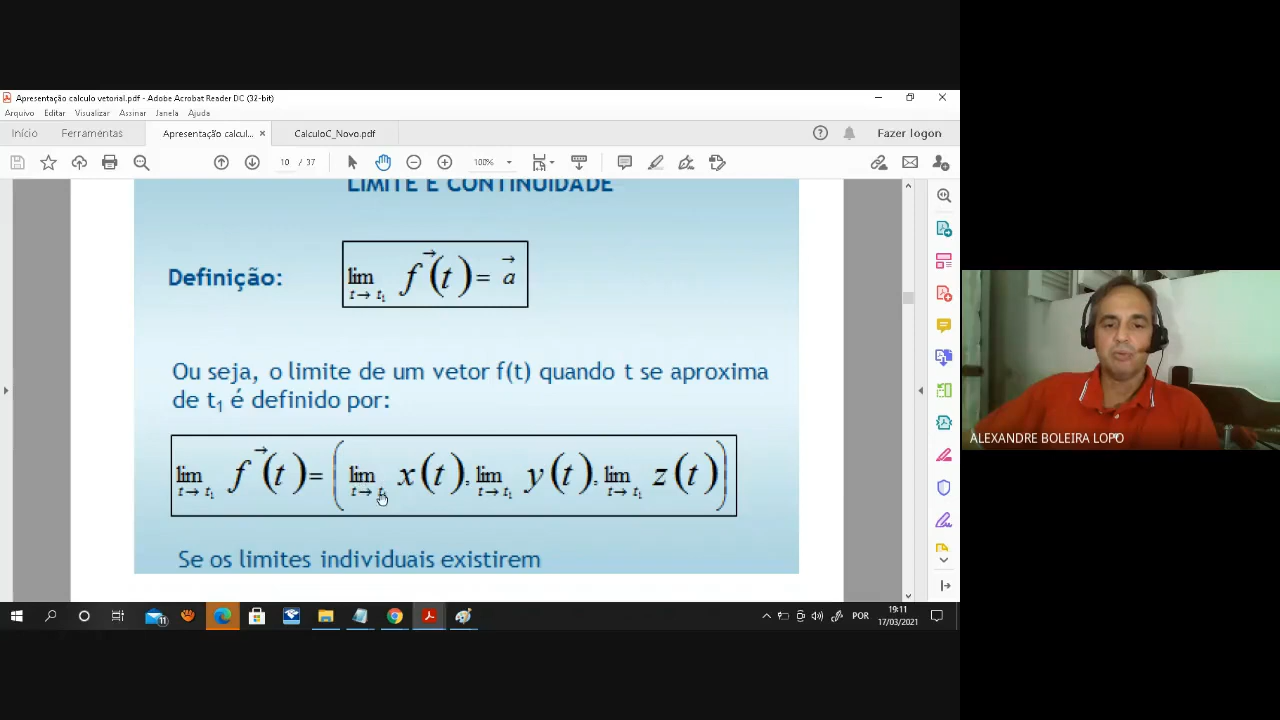 Apresentação calculo vetorial.pdf - Adobe Acrobat Reader DC (32-bit)
Arquivo Editar Visualizar Assinar Janela Ajuda
Início Ferramentas Apresentação calcul... × CalculoC_Novo.pdf Fazer logon
10 / 37 100%
LIMITE E CONTINUIDADE
Definição: lim t→t₁ f⃗(t) = a⃗
Ou seja, o limite de um vetor f(t) quando t se aproxima
de t₁ é definido por:
lim t→t₁ f⃗(t) = (lim t→t₁ x(t), lim t→t₁ y(t), lim t→t₁ z(t))
Se os limites individuais existirem
ALEXANDRE BOLEIRA LOPO
11
POR
19:11
17/03/2021